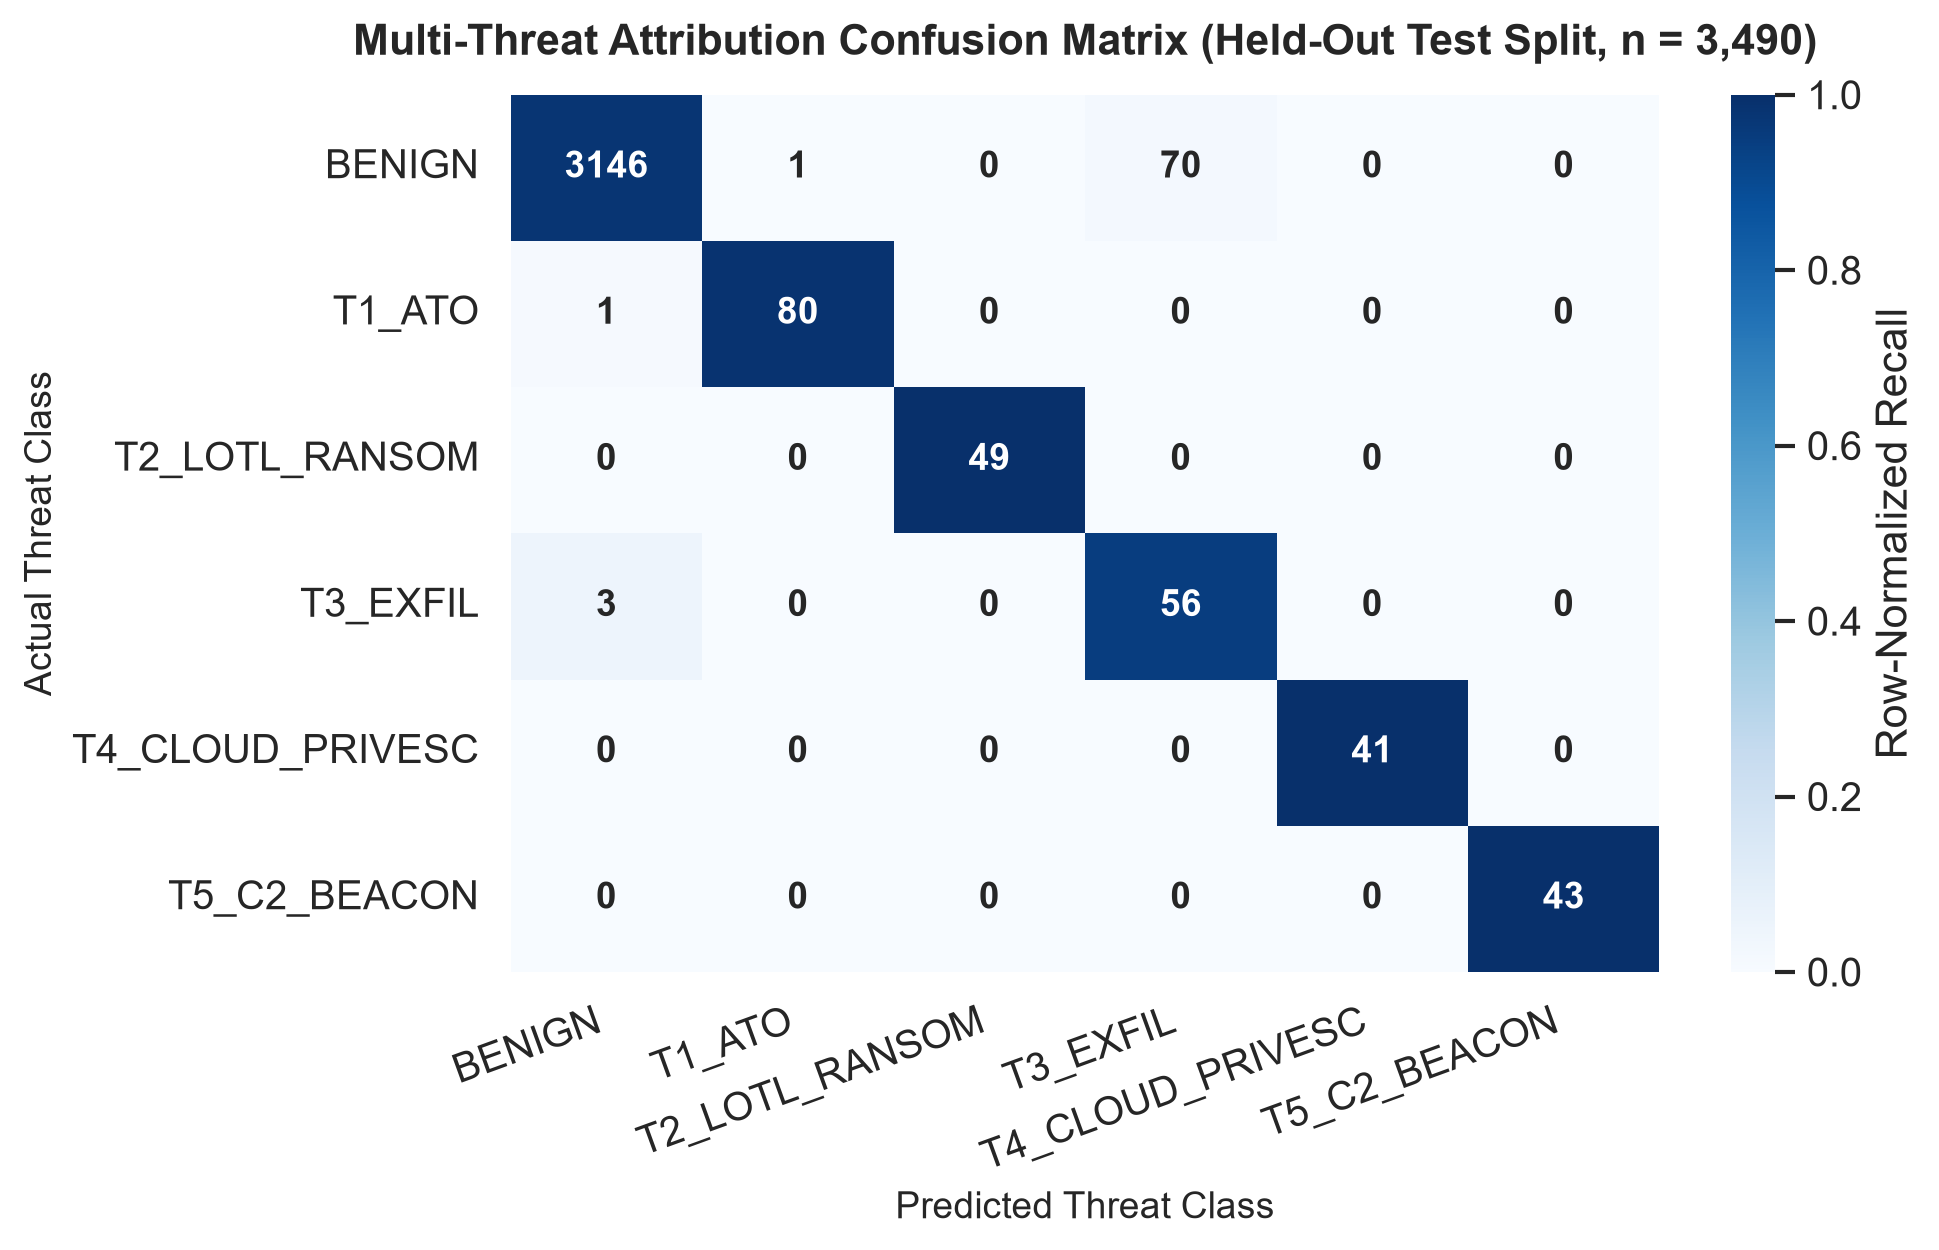 Multi-Threat Attribution Confusion Matrix (Held-Out Test Split, n = 3,490)
BENIGN 3146 1 0 70 0 0
T1_ATO 1 80 0 0 0 0
T2_LOTL_RANSOM 0 0 49 0 0 0
T3_EXFIL 3 0 0 56 0 0
T4_CLOUD_PRIVESC 0 0 0 0 41 0
T5_C2_BEACON 0 0 0 0 0 43
Actual Threat Class
BENIGN
T1_ATO
T2_LOTL_RANSOM
T3_EXFIL
T4_CLOUD_PRIVESC
T5_C2_BEACON
Predicted Threat Class
1.0
0.8
0.6
0.4
0.2
0.0
Row-Normalized Recall